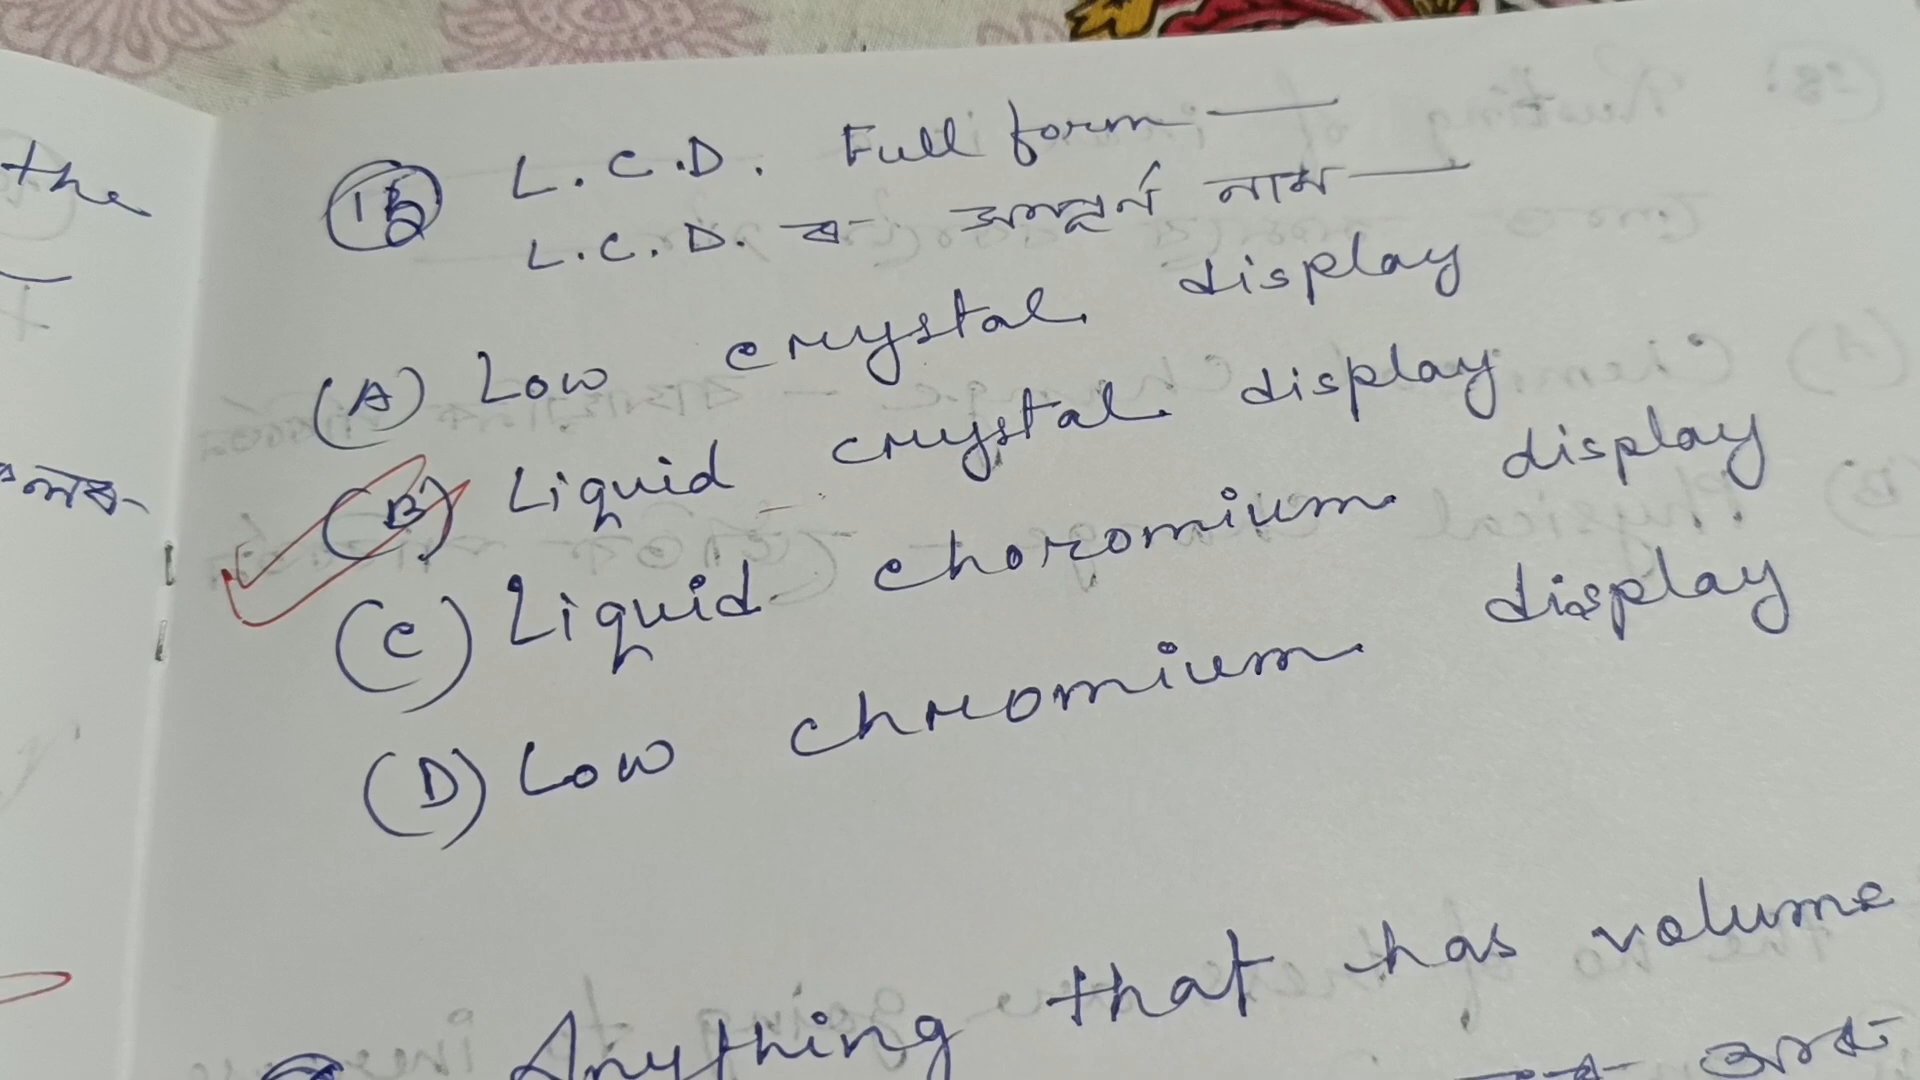 the
15 L.C.D. Full form —
L.C.D. ৰ সম্পূৰ্ণ নাম —
(A) Low crystal display
(B) Liquid crystal display
(C) Liquid choromium display
(D) Low chromium display
Anything that has volume